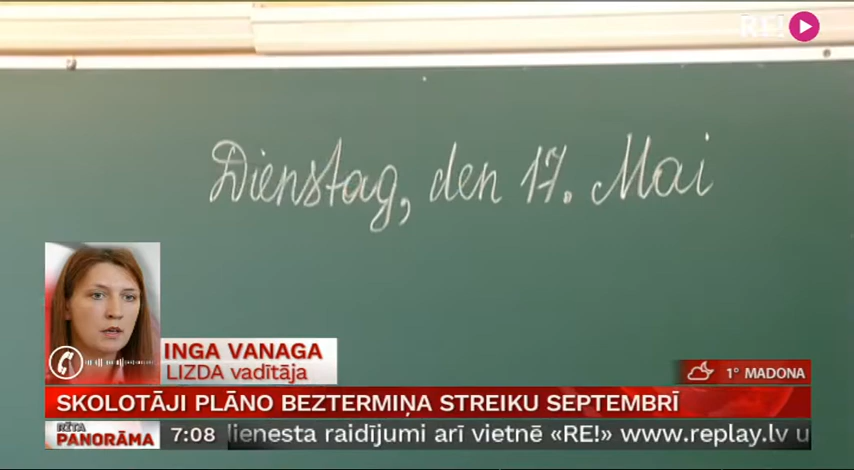 RE!
Dienstag, den 17. Mai
INGA VANAGA
LIZDA vadītāja
1° MADONA
SKOLOTĀJI PLĀNO BEZTERMIŅA STREIKU SEPTEMBRĪ
RĪTA
PANORĀMA
7:08 dienesta raidījumi arī vietnē «RE!» www.replay.lv u